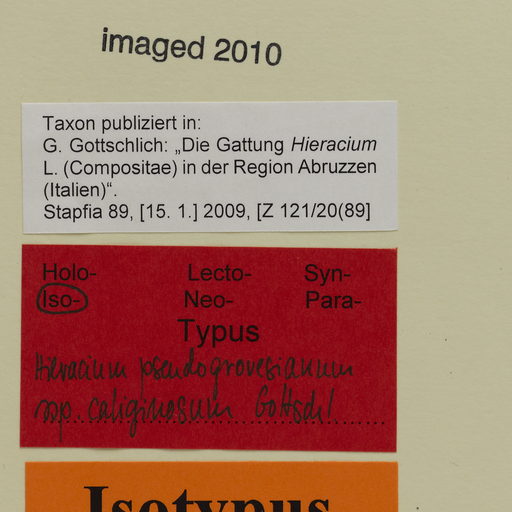 imaged 2010
Taxon publiziert in:
G. Gottschlich: „Die Gattung Hieracium
L. (Compositae) in der Region Abruzzen
(Italien)“.
Stapfia 89, [15. 1.] 2009, [Z 121/20(89]
Holo- Lecto- Syn-
Iso- Neo- Para-
Typus
Hieracium pseudogrovesianum
ssp. caliginosum Gottschl
Isotypus